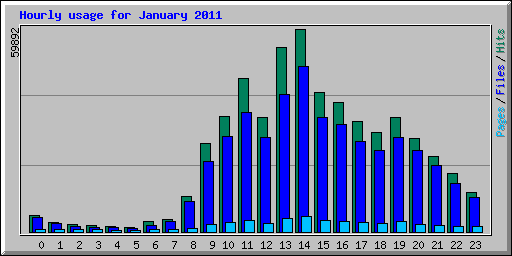 Hourly usage for January 2011
59892
Pages/Files/Hits
0 1 2 3 4 5 6 7 8 9 10 11 12 13 14 15 16 17 18 19 20 21 22 23